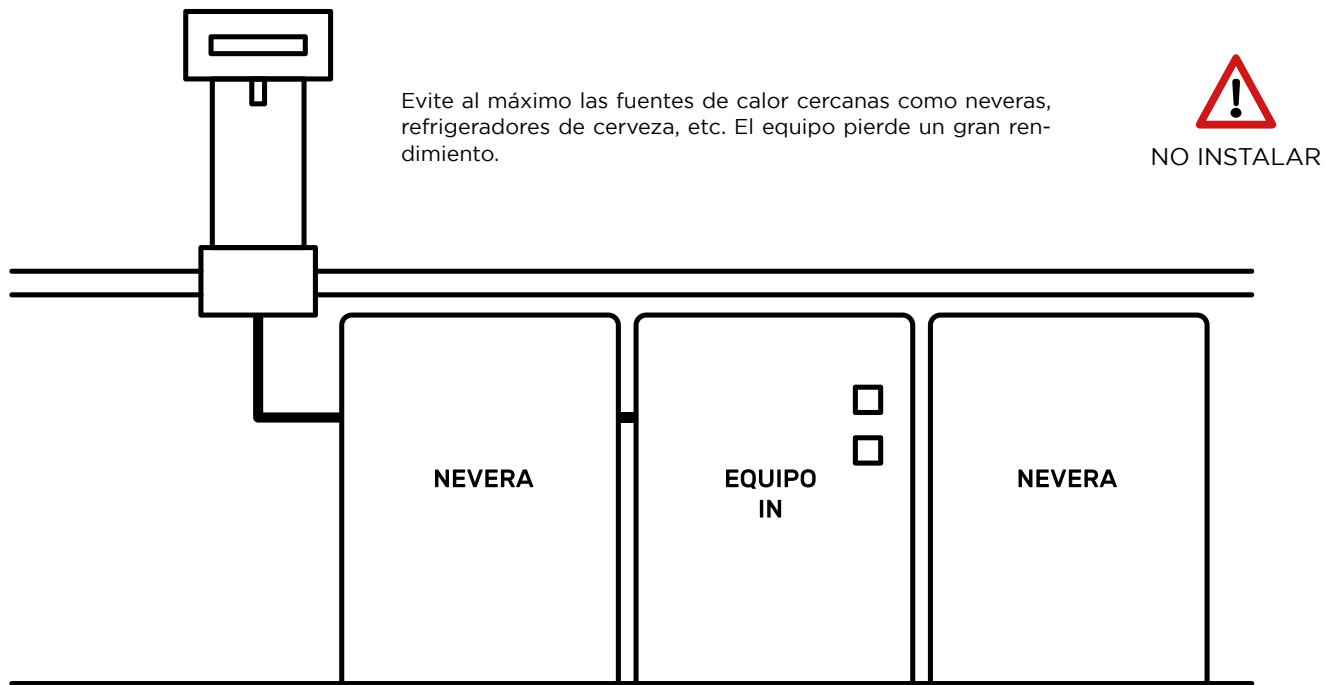 Evite al máximo las fuentes de calor cercanas como neveras,
refrigeradores de cerveza, etc. El equipo pierde un gran ren-
dimiento.
NO INSTALAR
NEVERA
EQUIPO
IN
NEVERA